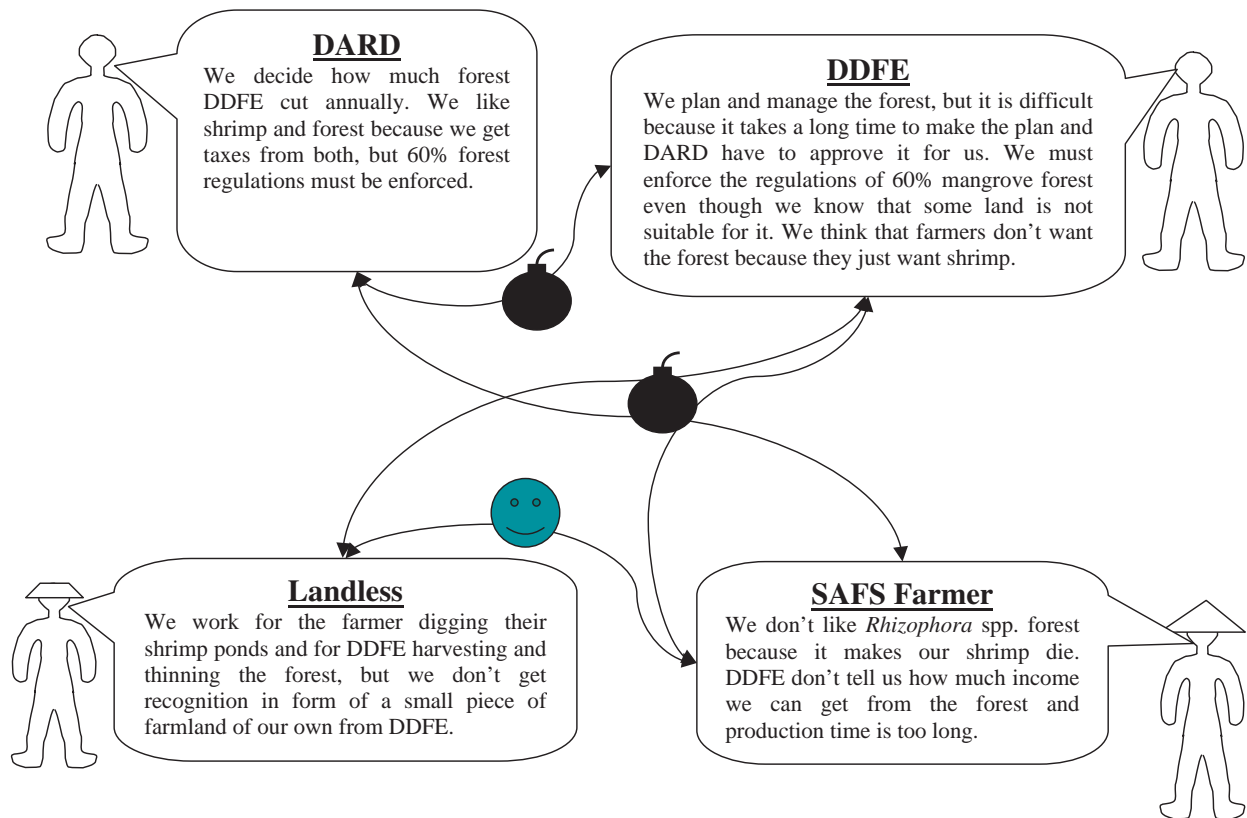 DARD
We decide how much forest
DDFE cut annually. We like
shrimp and forest because we get
taxes from both, but 60% forest
regulations must be enforced.
DDFE
We plan and manage the forest, but it is difficult
because it takes a long time to make the plan and
DARD have to approve it for us. We must
enforce the regulations of 60% mangrove forest
even though we know that some land is not
suitable for it. We think that farmers don’t want
the forest because they just want shrimp.
Landless
We work for the farmer digging their
shrimp ponds and for DDFE harvesting and
thinning the forest, but we don’t get
recognition in form of a small piece of
farmland of our own from DDFE.
SAFS Farmer
We don’t like Rhizophora spp. forest
because it makes our shrimp die.
DDFE don’t tell us how much income
we can get from the forest and
production time is too long.